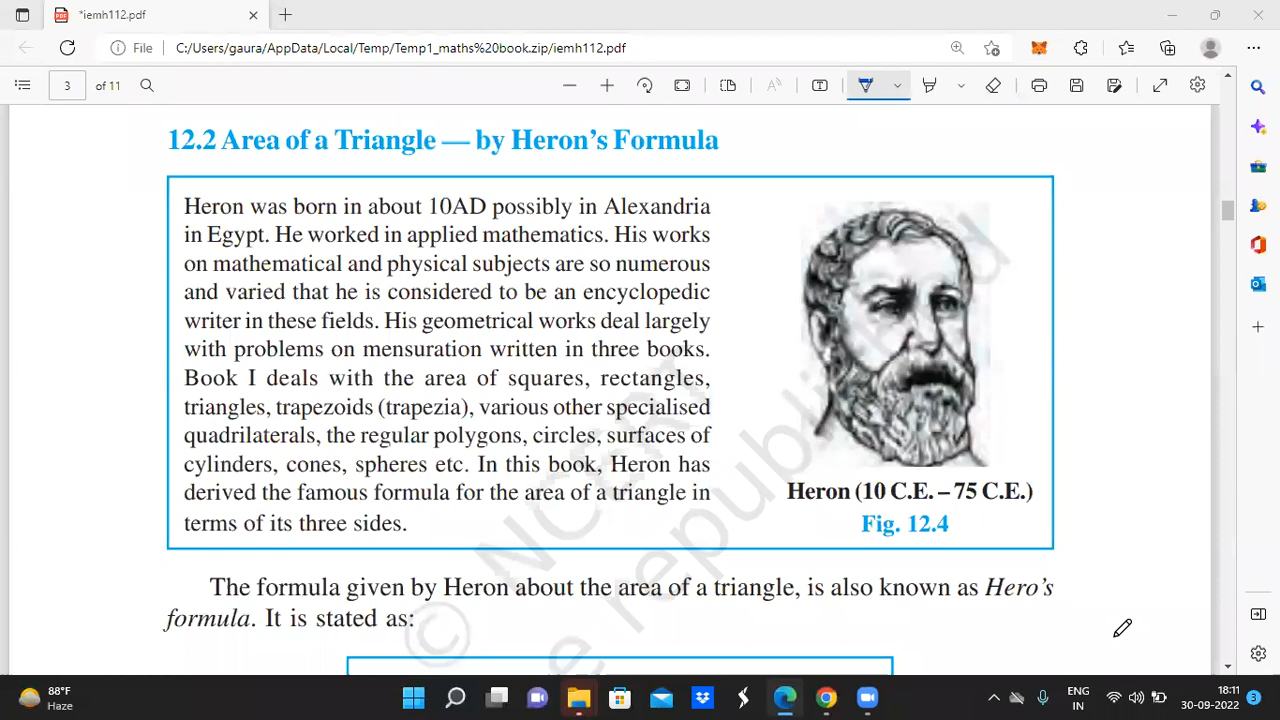 *iemh112.pdf
File
C:/Users/gaura/AppData/Local/Temp/Temp1_maths%20book.zip/iemh112.pdf
3 of 11
12.2 Area of a Triangle — by Heron's Formula
Heron was born in about 10AD possibly in Alexandria
in Egypt. He worked in applied mathematics. His works
on mathematical and physical subjects are so numerous
and varied that he is considered to be an encyclopedic
writer in these fields. His geometrical works deal largely
with problems on mensuration written in three books.
Book I deals with the area of squares, rectangles,
triangles, trapezoids (trapezia), various other specialised
quadrilaterals, the regular polygons, circles, surfaces of
cylinders, cones, spheres etc. In this book, Heron has
derived the famous formula for the area of a triangle in
terms of its three sides.
Heron (10 C.E. – 75 C.E.)
Fig. 12.4
The formula given by Heron about the area of a triangle, is also known as Hero's
formula. It is stated as:
© NCERT
be republished
88°F
Haze
ENG
IN
18:11
30-09-2022
3